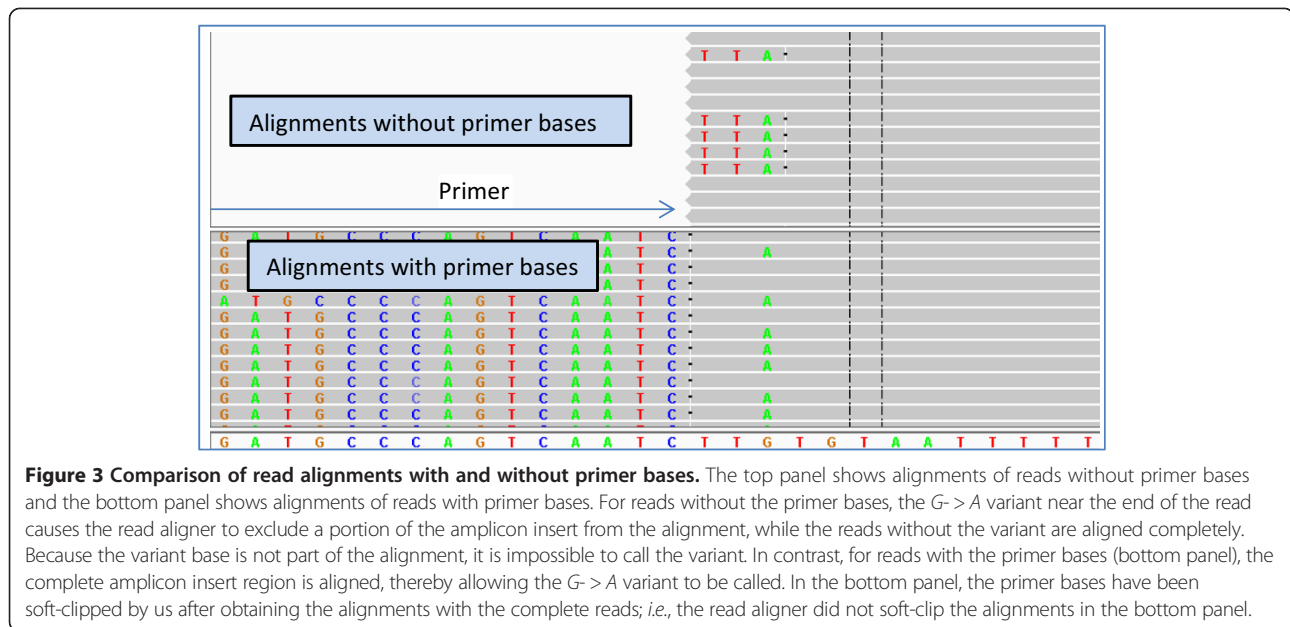 T T A -
Alignments without primer bases
T T A -
T T A -
T T A -
T T A -
Primer
G A T G C C C A G T C A A T C -
G A T C - A
G A T C -
Alignments with primer bases
G A T C -
A T G C C C C A G T C A A T C - A
G A T G C C C A G T C A A T C -
G A T G C C C A G T C A A T C - A
G A T G C C C A G T C A A T C - A
G A T G C C C A G T C A A T C - A
G A T G C C C A G T C A A T C -
G A T G C C C A G T C A A T C - A
G A T G C C C A G T C A A T C - A
G A T G C C C A G T C A A T C T T G T G T A A T T T T T
Figure 3 Comparison of read alignments with and without primer bases. The top panel shows alignments of reads without primer bases
and the bottom panel shows alignments of reads with primer bases. For reads without the primer bases, the G- > A variant near the end of the read
causes the read aligner to exclude a portion of the amplicon insert from the alignment, while the reads without the variant are aligned completely.
Because the variant base is not part of the alignment, it is impossible to call the variant. In contrast, for reads with the primer bases (bottom panel), the
complete amplicon insert region is aligned, thereby allowing the G- > A variant to be called. In the bottom panel, the primer bases have been
soft-clipped by us after obtaining the alignments with the complete reads; i.e., the read aligner did not soft-clip the alignments in the bottom panel.